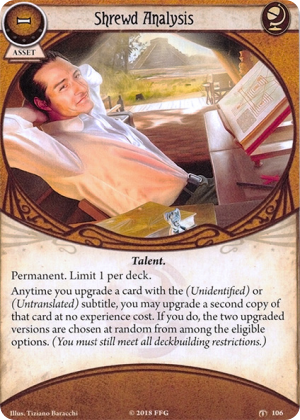 Shrewd Analysis
ASSET
Talent.
Permanent. Limit 1 per deck.
Anytime you upgrade a card with the (Unidentified) or
(Untranslated) subtitle, you may upgrade a second copy of
that card at no experience cost. If you do, the two upgraded
versions are chosen at random from among the eligible
options. (You must still meet all deckbuilding restrictions.)
Illus. Tiziano Baracchi
© 2018 FFG
106